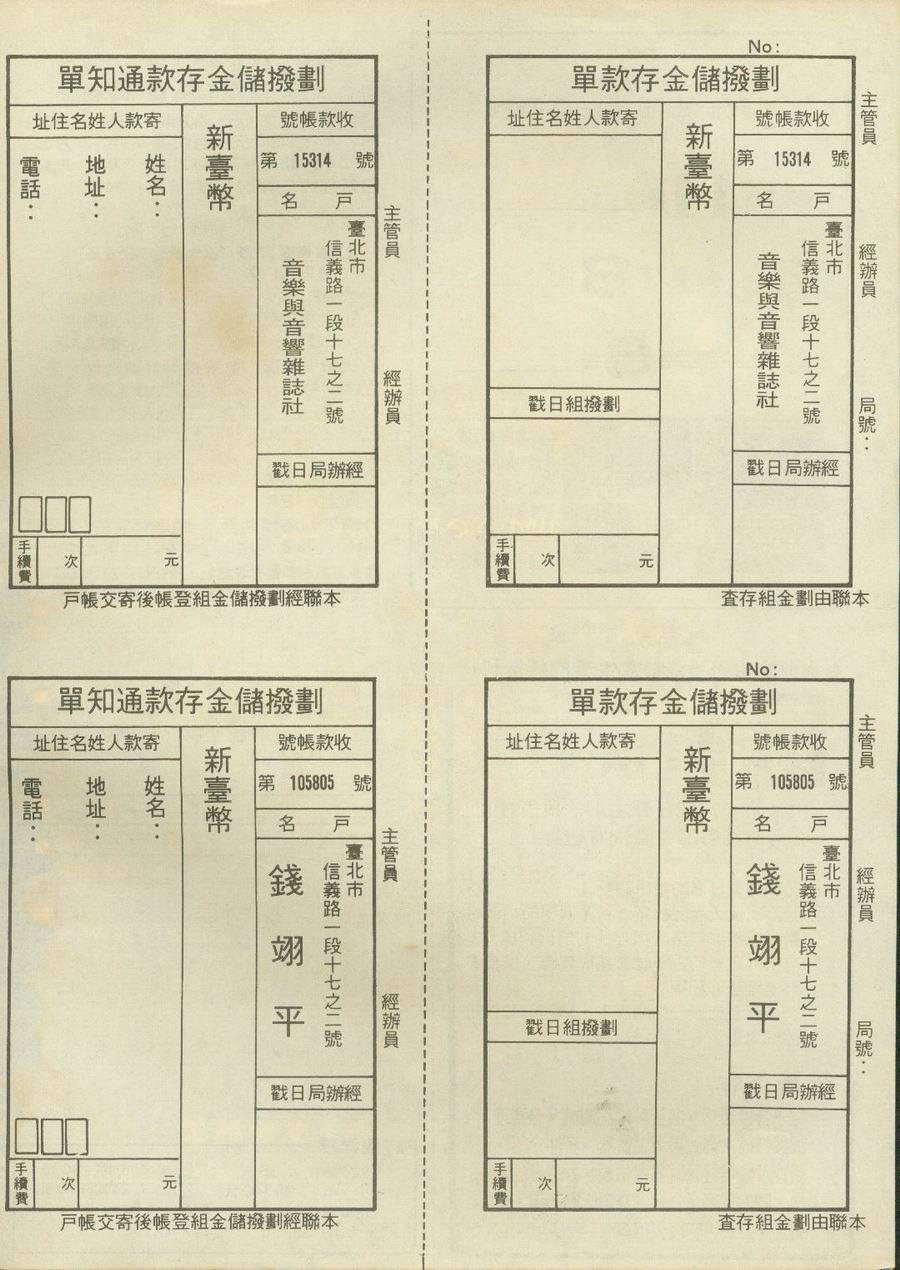 劃撥儲金存款通知單
收款帳號
第 15314 號
戶名
臺北市
信義路一段十七之二號
音樂與音響雜誌社
經辦局日戳
新臺幣
寄款人姓名住址
姓名：
地址：
電話：
手續費
次
元
主管員
經辦員
本聯經劃撥儲金組登帳後寄交帳戶
No:
劃撥儲金存款單
收款帳號
第 15314 號
戶名
臺北市
信義路一段十七之二號
音樂與音響雜誌社
經辦局日戳
新臺幣
寄款人姓名住址
劃撥組日戳
手續費
次
元
主管員
經辦員
局號：
本聯由劃金組存査
劃撥儲金存款通知單
收款帳號
第 105805 號
戶名
臺北市
信義路一段十七之二號
錢翊平
經辦局日戳
新臺幣
寄款人姓名住址
姓名：
地址：
電話：
手續費
次
元
主管員
經辦員
本聯經劃撥儲金組登帳後寄交帳戶
No:
劃撥儲金存款單
收款帳號
第 105805 號
戶名
臺北市
信義路一段十七之二號
錢翊平
經辦局日戳
新臺幣
寄款人姓名住址
劃撥組日戳
手續費
次
元
主管員
經辦員
局號：
本聯由劃金組存査